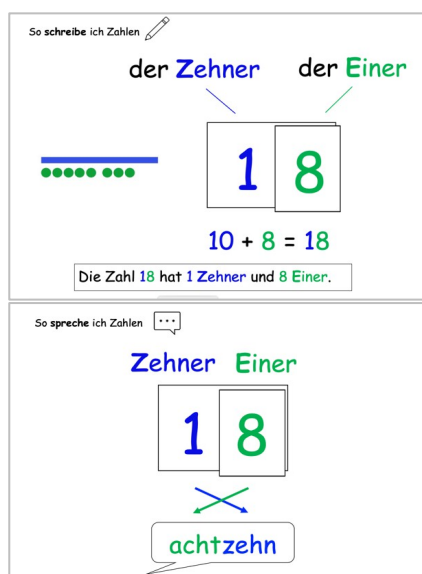 So schreibe ich Zahlen
der Zehner der Einer
1 8
10 + 8 = 18
Die Zahl 18 hat 1 Zehner und 8 Einer.
So spreche ich Zahlen
Zehner Einer
1 8
achtzehn